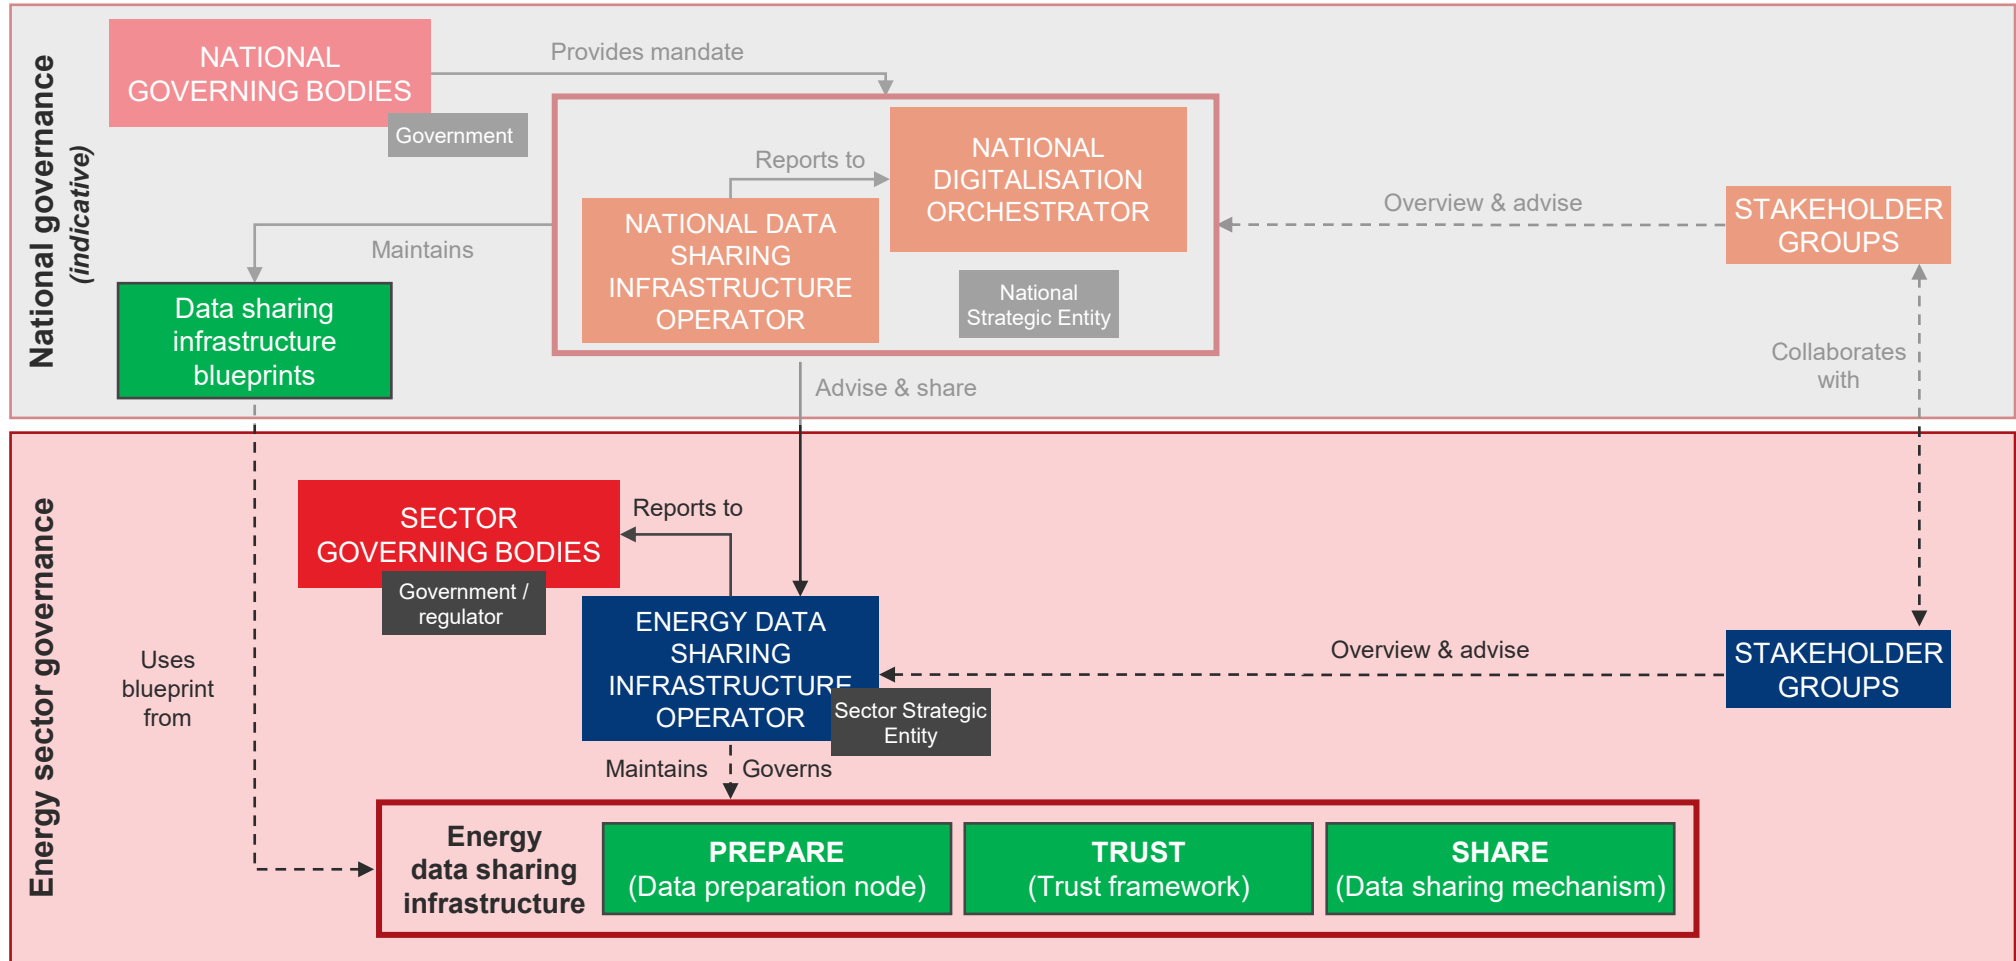 National governance
(indicative)
NATIONAL
GOVERNING BODIES
Government
Provides mandate
Reports to
NATIONAL
DIGITALISATION
ORCHESTRATOR
NATIONAL DATA
SHARING
INFRASTRUCTURE
OPERATOR
National
Strategic Entity
Overview & advise
STAKEHOLDER
GROUPS
Maintains
Data sharing
infrastructure
blueprints
Advise & share
Collaborates
with
Energy sector governance
SECTOR
GOVERNING BODIES
Government /
regulator
Reports to
ENERGY DATA
SHARING
INFRASTRUCTURE
OPERATOR
Sector Strategic
Entity
Overview & advise
STAKEHOLDER
GROUPS
Uses
blueprint
from
Maintains
Governs
Energy
data sharing
infrastructure
PREPARE
(Data preparation node)
TRUST
(Trust framework)
SHARE
(Data sharing mechanism)